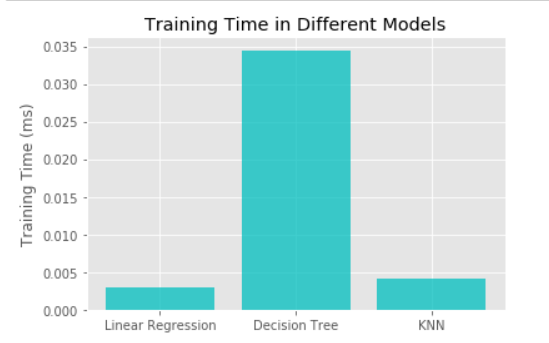 Training Time in Different Models
Training Time (ms)
0.035
0.030
0.025
0.020
0.015
0.010
0.005
0.000
Linear Regression
Decision Tree
KNN